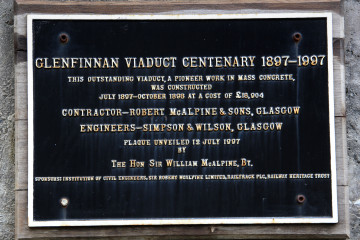 GLENFINNAN VIADUCT CENTENARY 1897-1997
THIS OUTSTANDING VIADUCT, A PIONEER WORK IN MASS CONCRETE,
WAS CONSTRUCTED
JULY 1897-OCTOBER 1898 AT A COST OF £18,904
CONTRACTOR-ROBERT MCALPINE & SONS, GLASGOW
ENGINEERS-SIMPSON & WILSON, GLASGOW
PLAQUE UNVEILED 12 JULY 1997
BY
THE HON SIR WILLIAM MCALPINE, BT.
SPONSORS: INSTITUTION OF CIVIL ENGINEERS, SIR ROBERT MCALPINE LIMITED, RAILTRACK PLC, RAILWAY HERITAGE TRUST